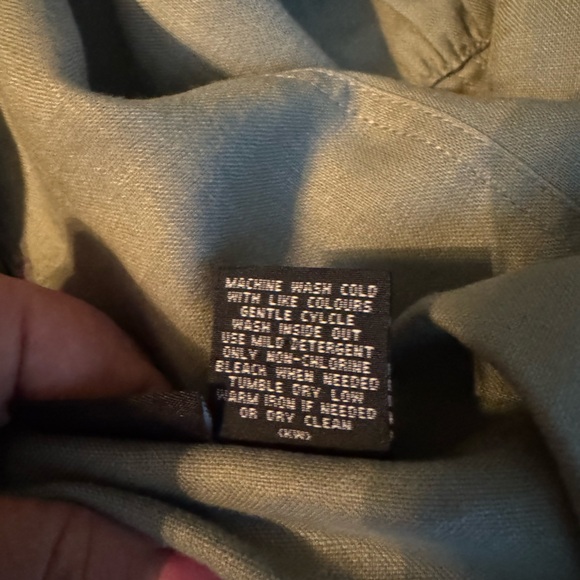 MACHINE WASH COLD
WITH LIKE COLOURS
GENTLE CYLCLE
WASH INSIDE OUT
USE MILD DETERGENT
ONLY NON-CHLORINE
BLEACH WHEN NEEDED
TUMBLE DRY LOW
WARM IRON IF NEEDED
OR DRY CLEAN
(KW)